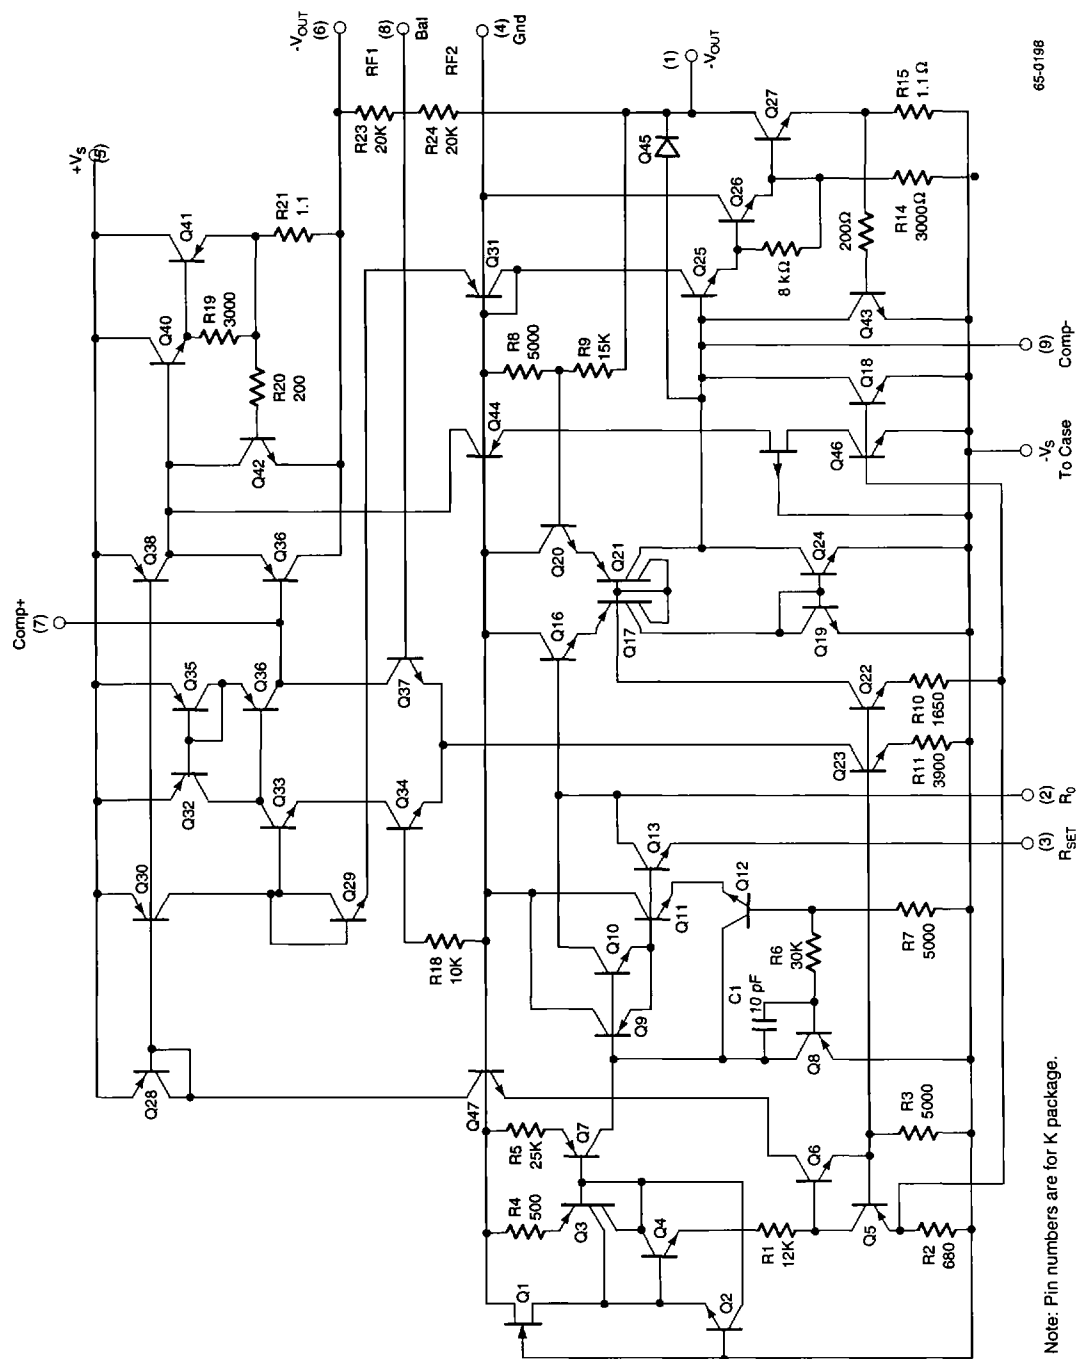 +Vs
(5)
-VOUT
(6)
(8)
Bal
(4)
Gnd
Comp+
(7)
Q41
R21
1.1
Q40
R19
3000
R20
200
Q42
Q38
Q36
Q35
Q36
Q37
Q32
Q33
Q34
Q30
Q29
R18
10K
Q28
Q47
RF1
RF2
R23
20K
R24
20K
(1)
-VOUT
Q31
R8
5000
R9
15K
Q44
Q45
Q26
Q27
Q25
8 kΩ
200Ω
R14
3000Ω
R15
1.1 Ω
Q43
Q18
Q46
Q20
Q21
Q16
Q17
Q24
Q19
Q22
R10
1650
Q23
R11
3900
Q13
Q12
Q11
Q10
Q9
C1
10 pF
R6
30K
R7
5000
Q8
R5
25K
Q7
R4
500
Q3
Q4
Q1
Q2
R1
12K
Q6
Q5
R3
5000
R2
680
(9)
Comp-
-Vs
To Case
(2)
R0
(3)
RSET
65-0198
Note: Pin numbers are for K package.